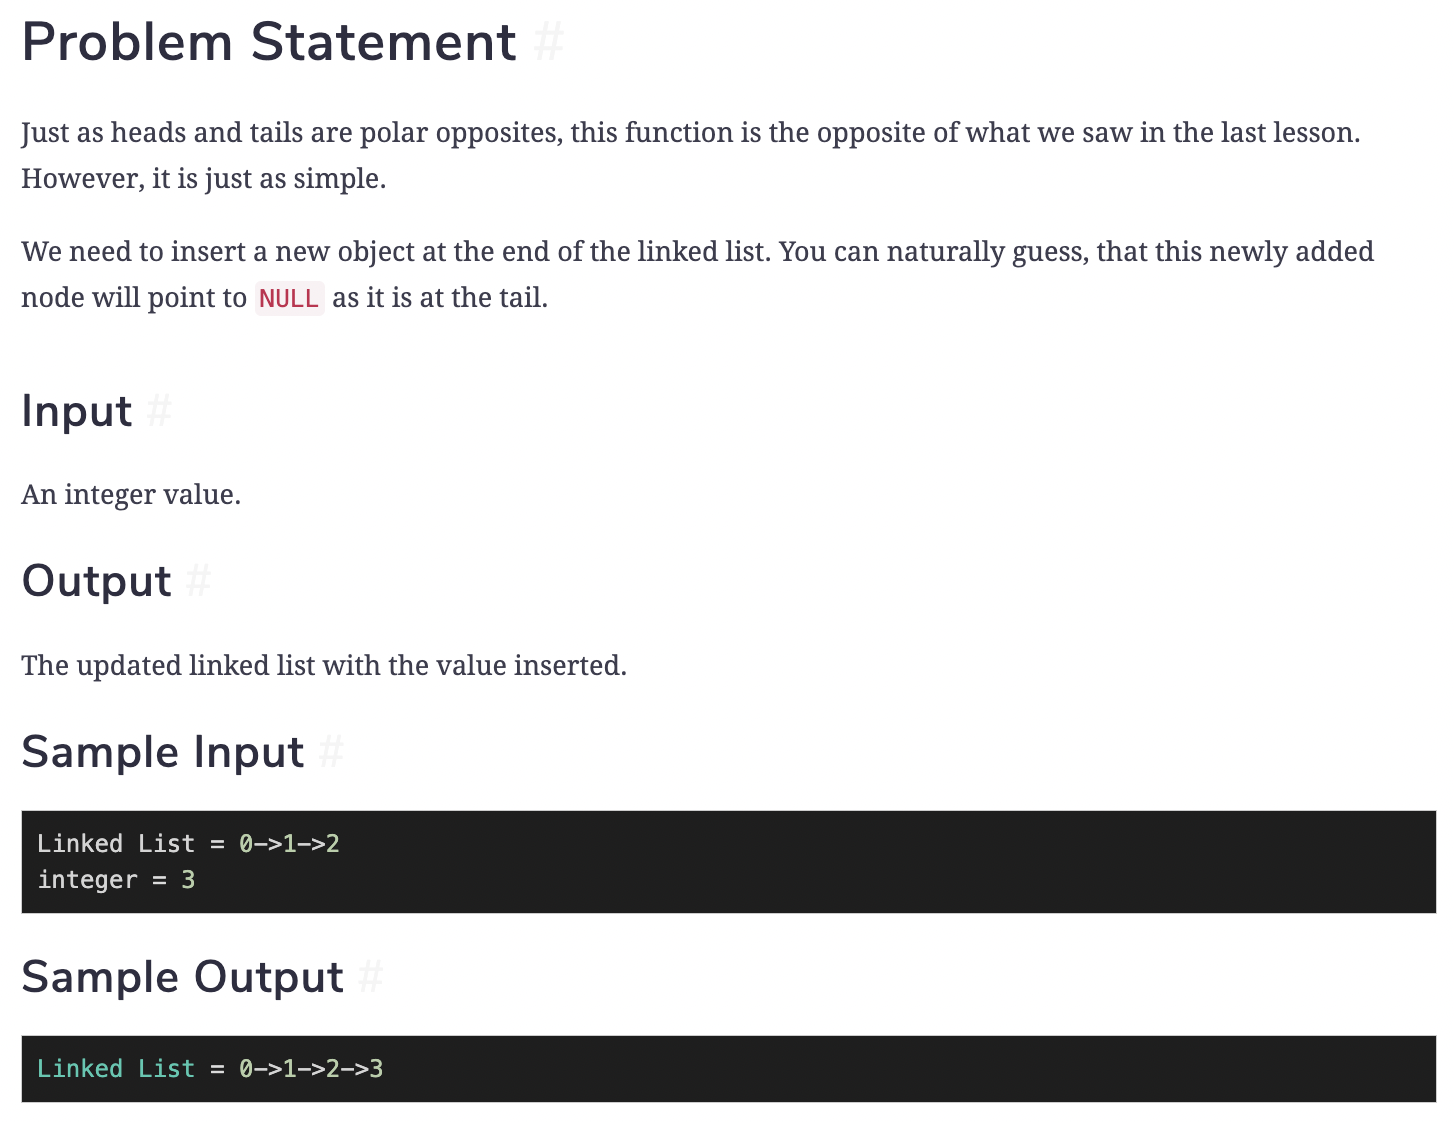 Problem Statement #
Just as heads and tails are polar opposites, this function is the opposite of what we saw in the last lesson.
However, it is just as simple.
We need to insert a new object at the end of the linked list. You can naturally guess, that this newly added
node will point to NULL as it is at the tail.
Input #
An integer value.
Output #
The updated linked list with the value inserted.
Sample Input #
Linked List = 0->1->2
integer = 3
Sample Output #
Linked List = 0->1->2->3